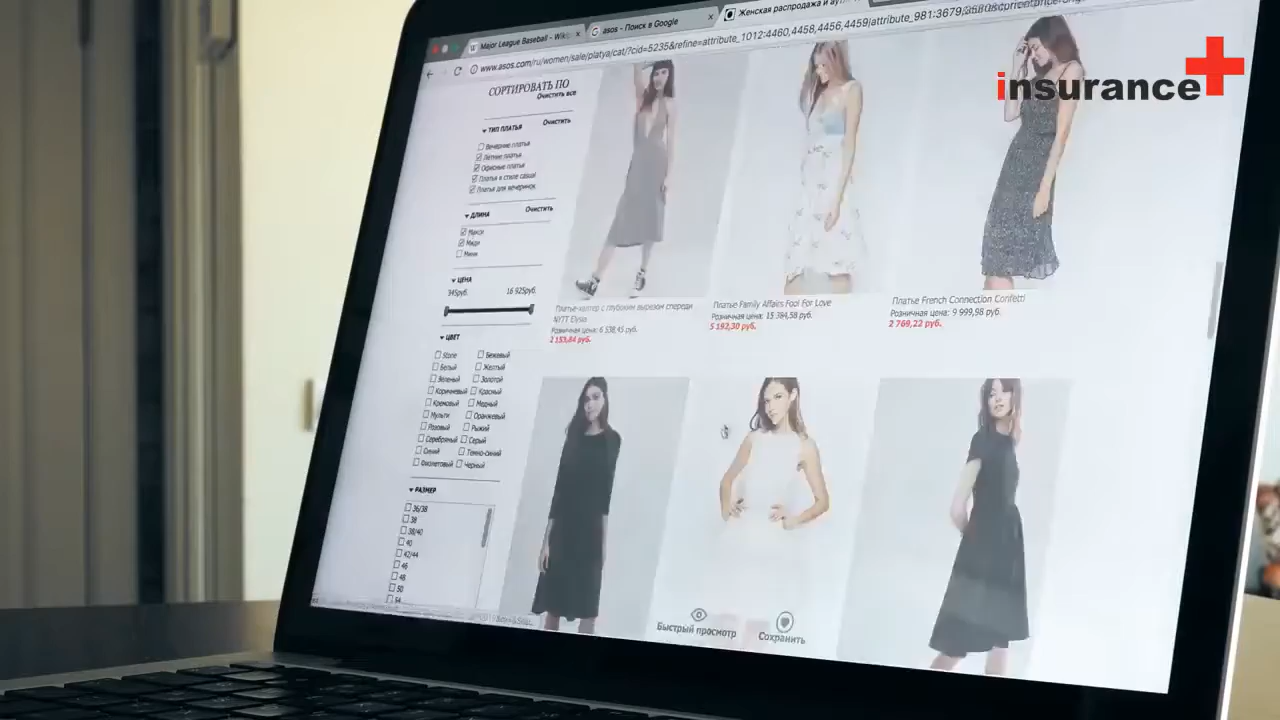 Major League Baseball - Wiki
asos - Поиск в Google
Женская распродажа и аут
www.asos.com/ru/women/sale/platya/cat/?cid=5235&refine=attribute_1012:4460,4458,4456,4459|attribute_981:3679,3580
insurance
СОРТИРОВАТЬ ПО
Очистить все
ТИП ПЛАТЬЯ
Очистить
Вечерние платья
Летние платья
Офисные платья
Платья в стиле casual
Платья для вечеринок
ДЛИНА
Очистить
Макси
Миди
Мини
ЦЕНА
945руб.
16 925руб.
ЦВЕТ
Stone
Бежевый
Белый
Желтый
Зеленый
Золотой
Коричневый
Красный
Кремовый
Медный
Мульти
Оранжевый
Розовый
Рыжий
Серебряный
Серый
Синий
Темно-синий
Фиолетовый
Черный
РАЗМЕР
36/38
38
38/40
40
42/44
46
48
50
54
Платье-халтер с глубоким вырезом спереди
NYTT Elysa
Розничная цена: 6 538,45 руб.
2 153,84 руб.
Платье Family Affairs Fool For Love
Розничная цена: 15 384,58 руб.
5 192,30 руб.
Платье French Connection Confetti
Розничная цена: 9 999,98 руб.
2 769,22 руб.
Быстрый просмотр
Сохранить